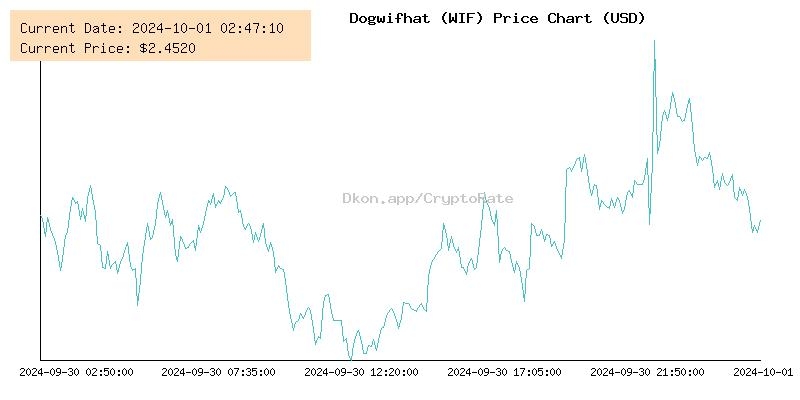 Dogwifhat (WIF) Price Chart (USD)
Current Date: 2024-10-01 02:47:10
Current Price: $2.4520
Dkon.app/CryptoRate
2024-09-30 02:50:00
2024-09-30 07:35:00
2024-09-30 12:20:00
2024-09-30 17:05:00
2024-09-30 21:50:00
2024-10-01